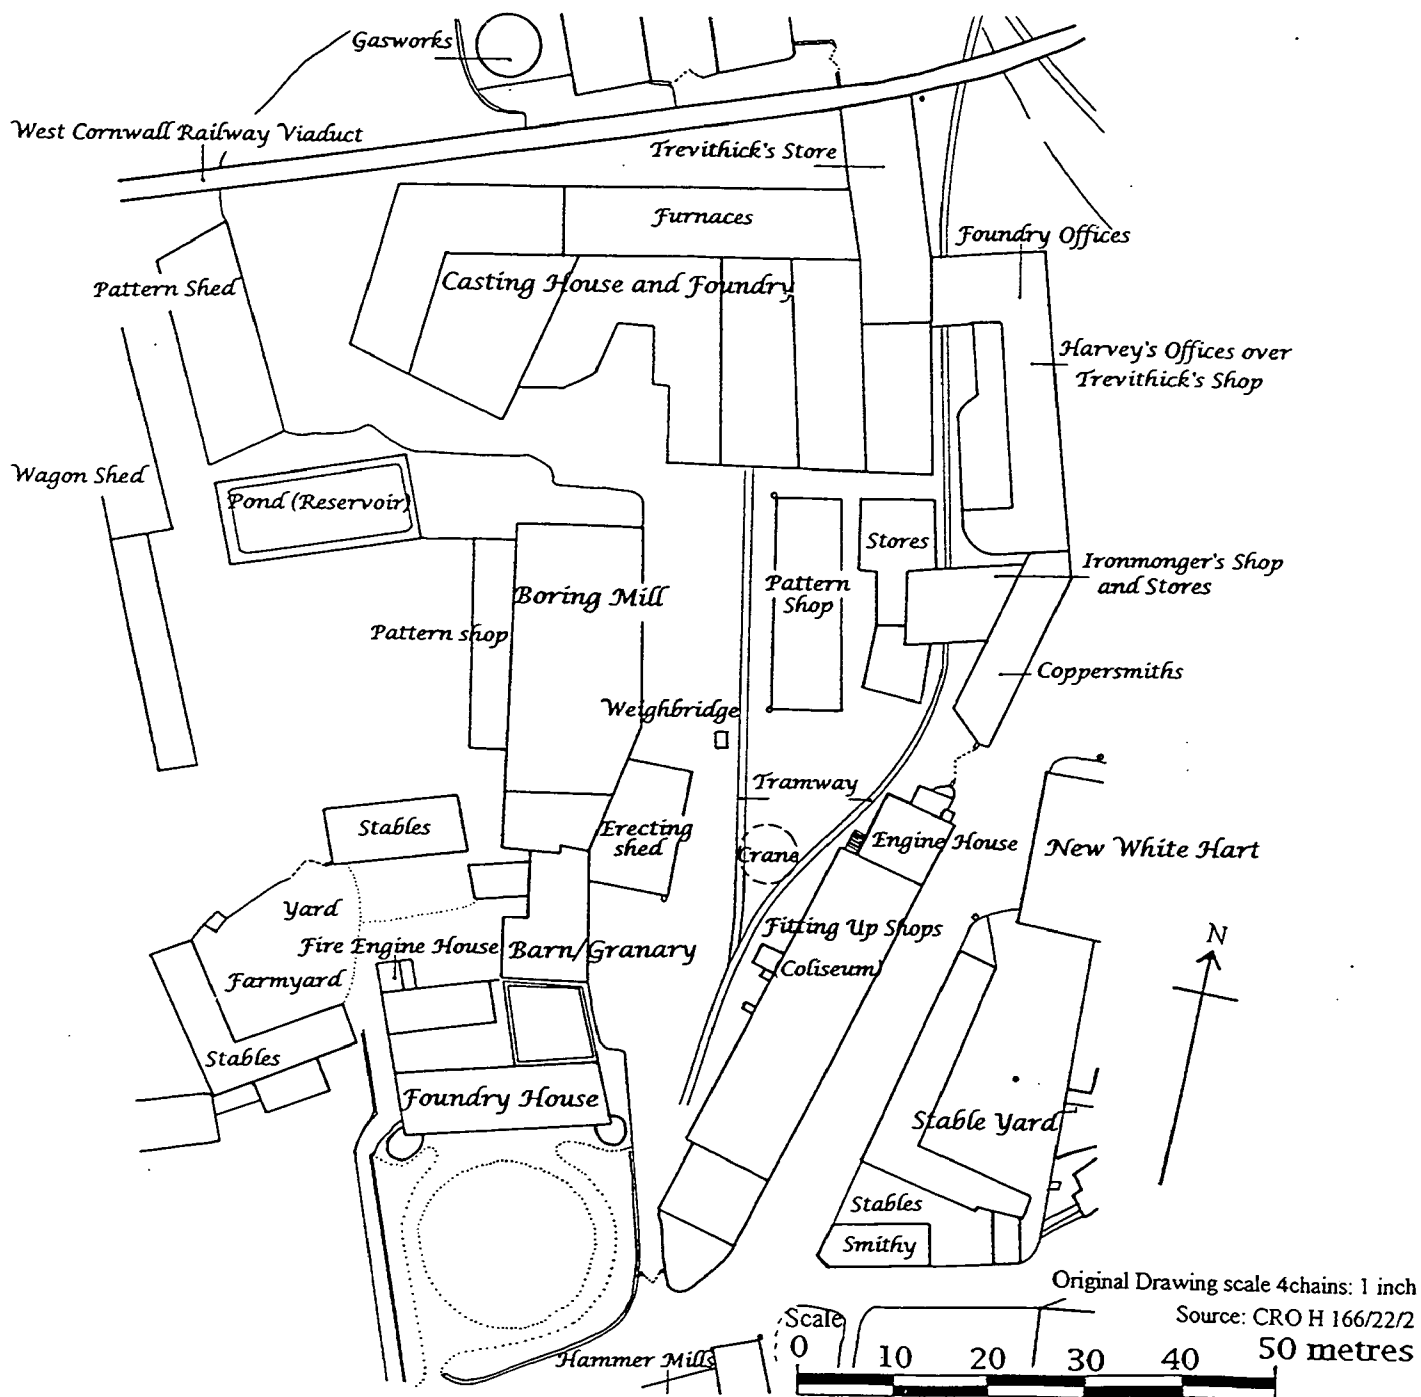 Gasworks
West Cornwall Railway Viaduct
Trevithick's Store
Furnaces
Foundry Offices
Pattern Shed
Casting House and Foundry
Harvey's Offices over
Trevithick's Shop
Wagon Shed
Pond (Reservoir)
Stores
Ironmonger's Shop
and Stores
Pattern
Shop
Boring Mill
Pattern shop
Coppersmiths
Weighbridge
Tramway
Stables
Erecting
shed
Crane
Engine House
New White Hart
Yard
Fitting Up Shops
(Coliseum)
Fire Engine House
Barn/Granary
N
Farmyard
Stables
Foundry House
Stable Yard
Stables
Smithy
Original Drawing scale 4chains: 1 inch
Source: CRO H 166/22/2
Scale
0 10 20 30 40 50 metres
Hammer Mills